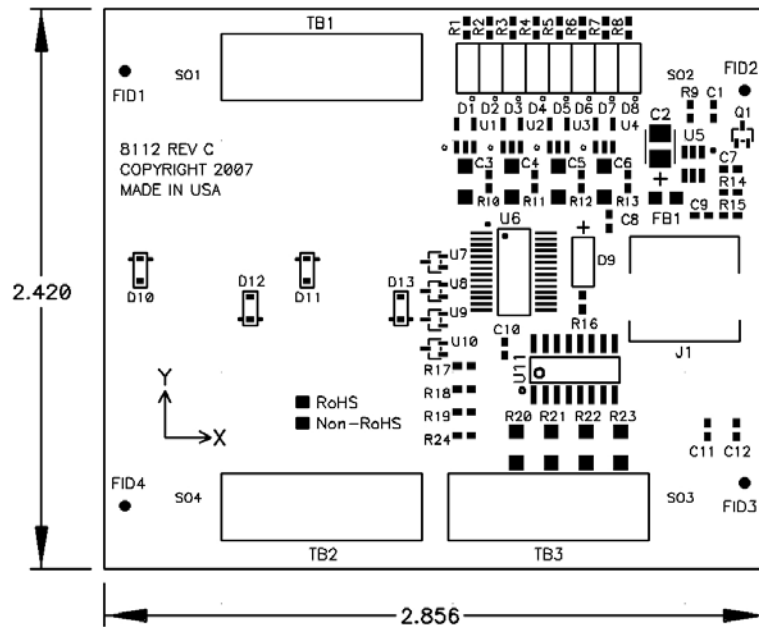 TB1
R1 R2 R3 R4 R5 R6 R7 R8
SO1
FID1
SO2
FID2
R9 C1
D1 D2 D3 D4 D5 D6 D7 D8
U1 U2 U3 U4
C2
Q1
U5
8112 REV C
COPYRIGHT 2007
MADE IN USA
C3 C4 C5 C6
C7
R14
R10 R11 R12 R13
R15
+
FB1
C9
U6
C8
+
U7
D9
D10
D12
D11
D13
U8
2.420
U9
R16
C10
U10
J1
U11
R17
Y
R18
X
RoHS
Non-RoHS
R19
R24
R20 R21 R22 R23
C11 C12
FID4
SO4
SO3
FID3
TB2
TB3
2.856